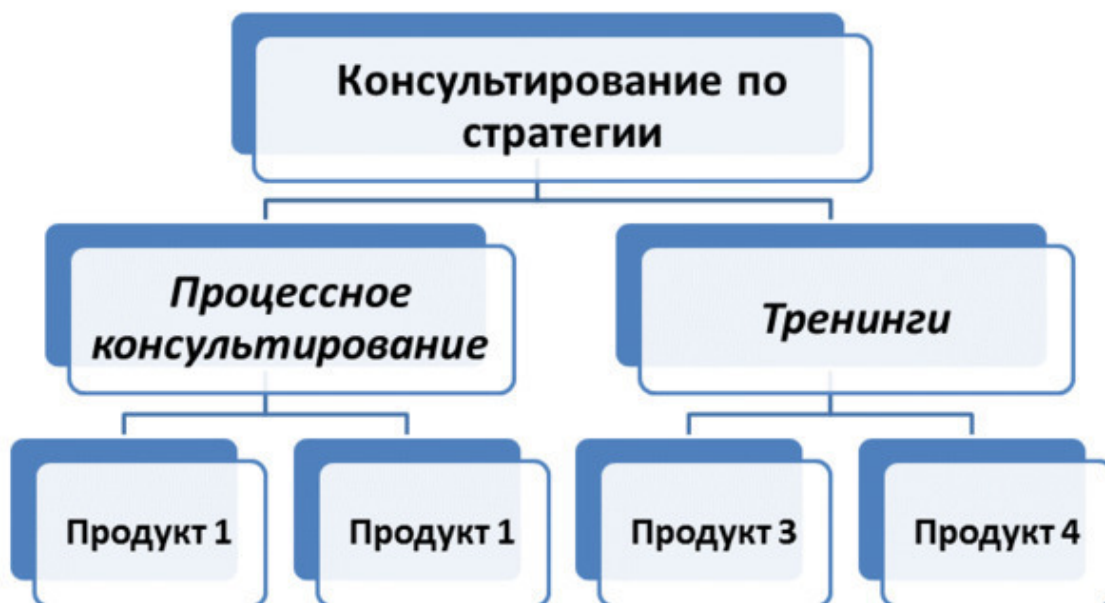 Консультирование по
стратегии
Процессное
консультирование
Тренинги
Продукт 1
Продукт 1
Продукт 3
Продукт 4